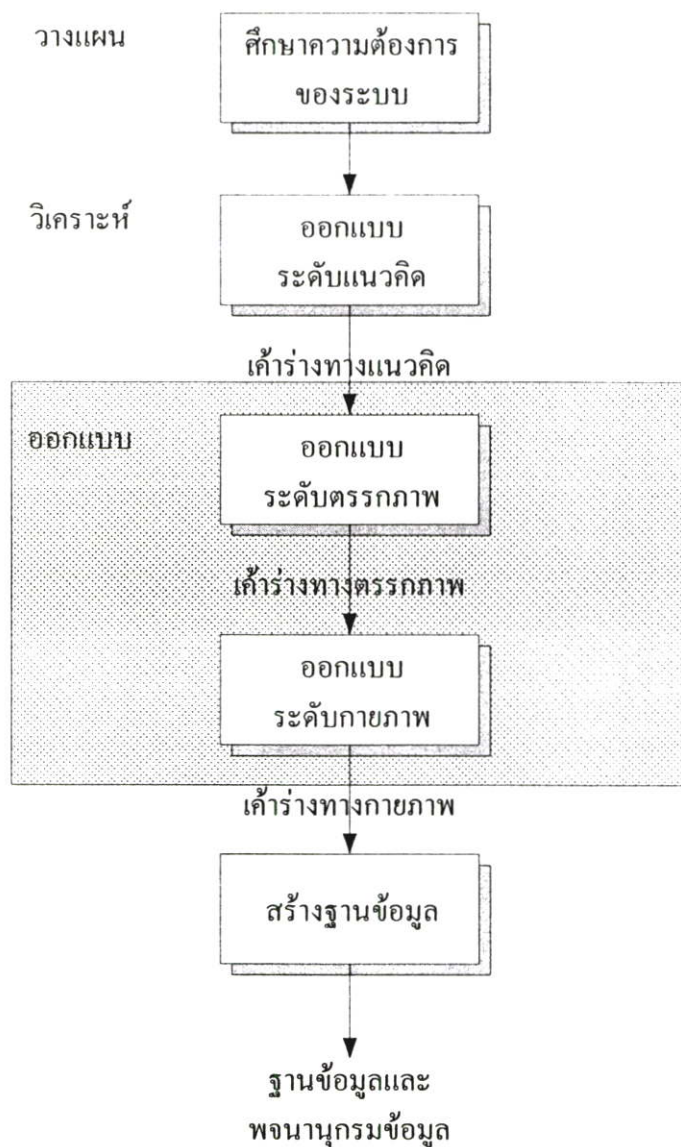 วางแผน
ศึกษาความต้องการ
ของระบบ
วิเคราะห์
ออกแบบ
ระดับแนวคิด
เค้าร่างทางแนวคิด
ออกแบบ
ออกแบบ
ระดับตรรกภาพ
เค้าร่างทางตรรกภาพ
ออกแบบ
ระดับกายภาพ
เค้าร่างทางกายภาพ
สร้างฐานข้อมูล
ฐานข้อมูลและ
พจนานุกรมข้อมูล